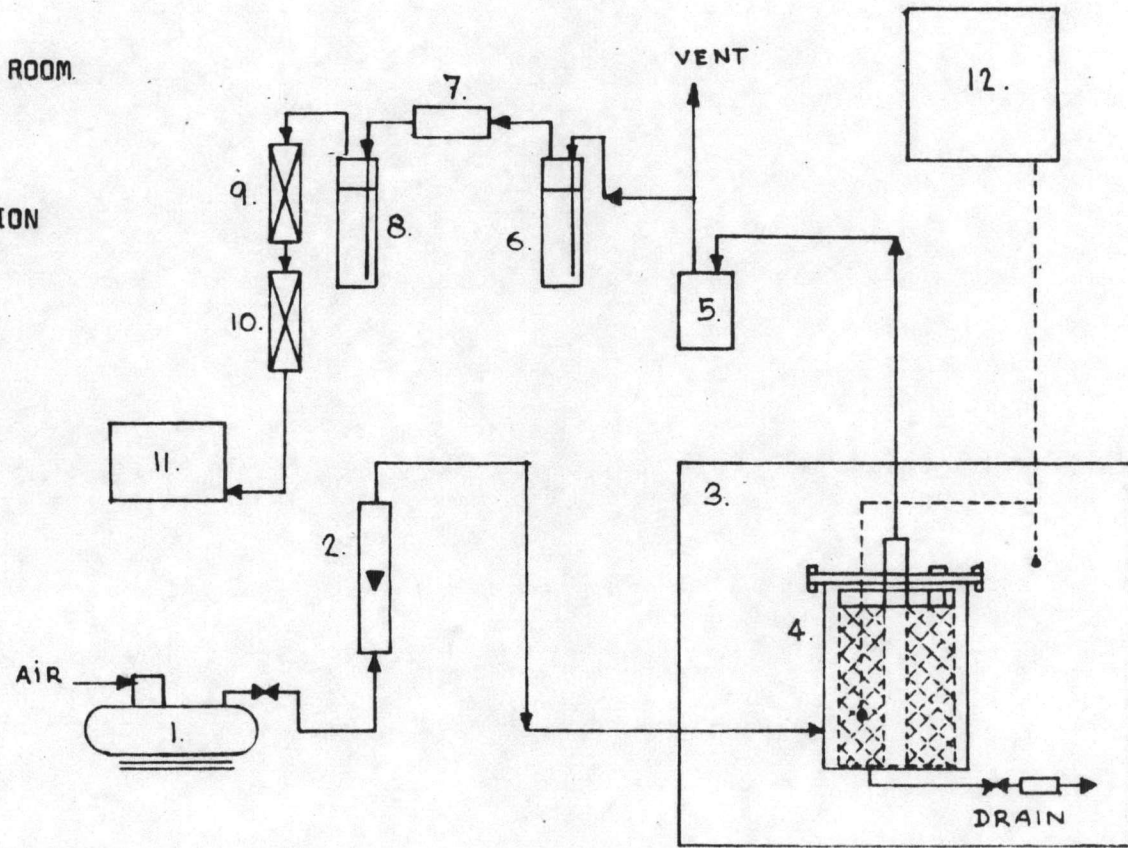 ROOM.
ION
VENT
12.
7.
9.
8.
6.
5.
10.
11.
3.
2.
4.
AiR
1.
DRAIN